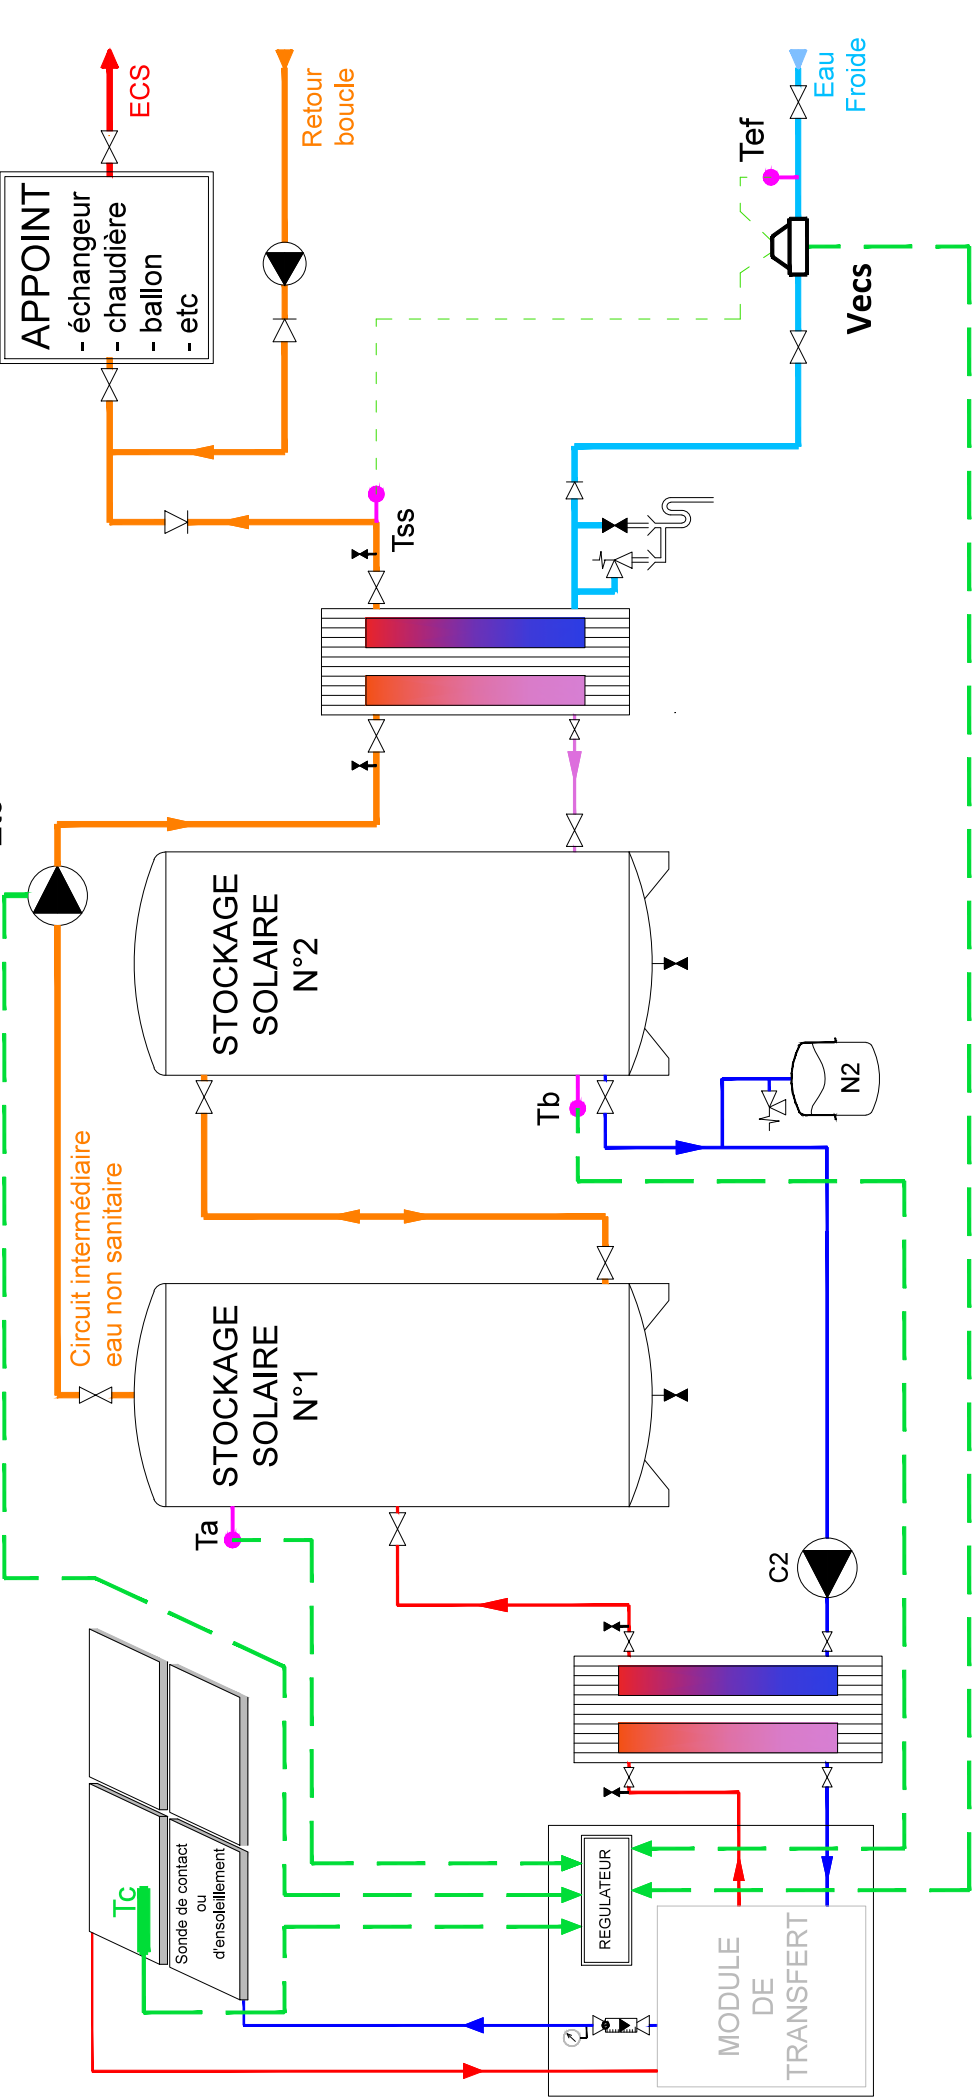 Sonde de contact
ou
d'ensoleillement
Tc
REGULATEUR
MODULE
DE
TRANSFERT
C2
Ta
STOCKAGE
SOLAIRE
N°1
Circuit intermédiaire
eau non sanitaire
Tb
N2
STOCKAGE
SOLAIRE
N°2
Tss
APPOINT
- échangeur
- chaudière
- ballon
- etc
ECS
Retour
boucle
Vecs
Tef
Eau
Froide